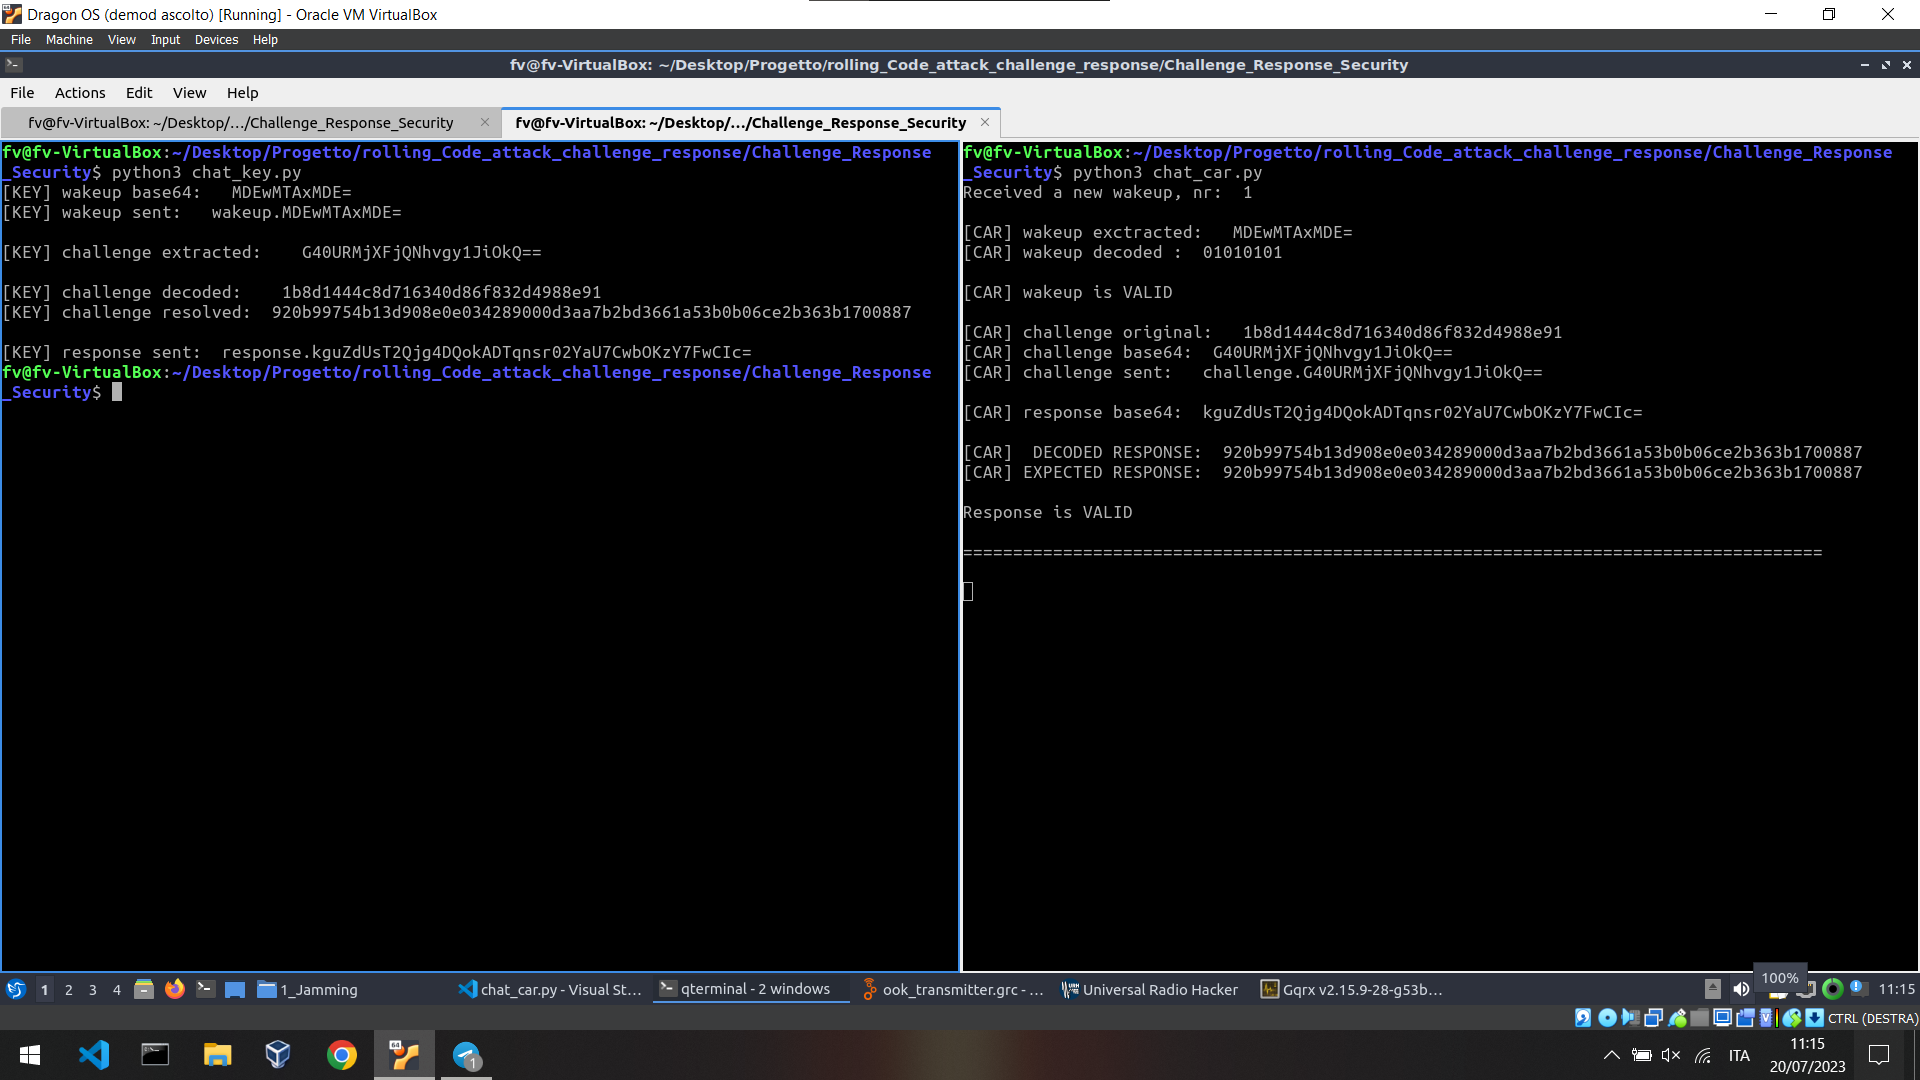 Dragon OS (demod ascolto) [Running] - Oracle VM VirtualBox
File Machine View Input Devices Help
fv@fv-VirtualBox: ~/Desktop/Progetto/rolling_Code_attack_challenge_response/Challenge_Response_Security
File Actions Edit View Help
fv@fv-VirtualBox: ~/Desktop/…/Challenge_Response_Security
fv@fv-VirtualBox: ~/Desktop/…/Challenge_Response_Security
fv@fv-VirtualBox:~/Desktop/Progetto/rolling_Code_attack_challenge_response/Challenge_Response
_Security$ python3 chat_key.py
[KEY] wakeup base64:   MDEwMTAxMDE=
[KEY] wakeup sent:   wakeup.MDEwMTAxMDE=
[KEY] challenge extracted:    G40URMjXFjQNhvgy1JiOkQ==
[KEY] challenge decoded:    1b8d1444c8d716340d86f832d4988e91
[KEY] challenge resolved:  920b99754b13d908e0e034289000d3aa7b2bd3661a53b0b06ce2b363b1700887
[KEY] response sent:  response.kguZdUsT2Qjg4DQokADTqnsr02YaU7CwbOKzY7FwCIc=
fv@fv-VirtualBox:~/Desktop/Progetto/rolling_Code_attack_challenge_response/Challenge_Response
_Security$
fv@fv-VirtualBox:~/Desktop/Progetto/rolling_Code_attack_challenge_response/Challenge_Response
_Security$ python3 chat_car.py
Received a new wakeup, nr:  1
[CAR] wakeup exctracted:   MDEwMTAxMDE=
[CAR] wakeup decoded :  01010101
[CAR] wakeup is VALID
[CAR] challenge original:   1b8d1444c8d716340d86f832d4988e91
[CAR] challenge base64:  G40URMjXFjQNhvgy1JiOkQ==
[CAR] challenge sent:   challenge.G40URMjXFjQNhvgy1JiOkQ==
[CAR] response base64:  kguZdUsT2Qjg4DQokADTqnsr02YaU7CwbOKzY7FwCIc=
[CAR]  DECODED RESPONSE:  920b99754b13d908e0e034289000d3aa7b2bd3661a53b0b06ce2b363b1700887
[CAR] EXPECTED RESPONSE:  920b99754b13d908e0e034289000d3aa7b2bd3661a53b0b06ce2b363b1700887
Response is VALID
======================================================================================
100%
1 2 3 4 1_Jamming chat_car.py - Visual St… qterminal - 2 windows ook_transmitter.grc - … Universal Radio Hacker Gqrx v2.15.9-28-g53b… 11:15
CTRL (DESTRA)
64 1 ITA 11:15
20/07/2023